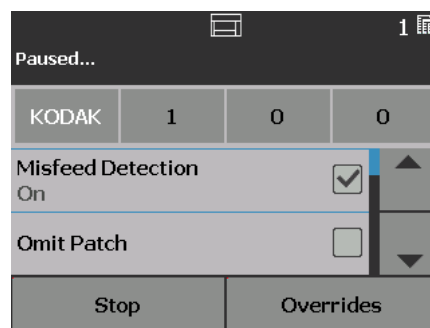 1
Paused...
KODAK 1 0 0
Misfeed Detection
On
Omit Patch
Stop Overrides